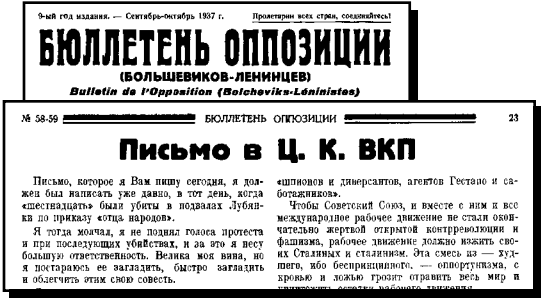 9-ый год издания. — Сентябрь-октябрь 1937 г.
Пролетарии всех стран, соединяйтесь!
БЮЛЛЕТЕНЬ ОППОЗИЦИИ
(БОЛЬШЕВИКОВ-ЛЕНИНЦЕВ)
Bulletin de l'Opposition (Bolcheviks-Léninistes)
№ 58-59
БЮЛЛЕТЕНЬ ОППОЗИЦИИ
23
Письмо в Ц. К. ВКП
Письмо, которое я Вам пишу сегодня, я дол-
жен был написать уже давно, в тот день, когда
«шестнадцать» были убиты в подвалах Лубян-
ка по приказу «отца народов».
Я тогда молчал, я не поднял голоса протеста
и при последующих убийствах, и за это я несу
большую ответственность. Велика моя вина, но
я постараюсь ее загладить, быстро загладить
и облегчить этим свою совесть.
«шпионов и диверсантов, агентов Гестапо и са-
ботажников».
Чтобы Советский Союз, и вместе с ним и все
международное рабочее движение не стали окон-
чательно жертвой открытой контрреволюции и
фашизма, рабочее движение должно изжить сво-
их Сталиных и сталинизм. Эта смесь из — худ-
шего, ибо беспринципного, — оппортунизма, с
кровью и ложью грозит отравить весь мир и
уничтожить остатки рабочего движения.